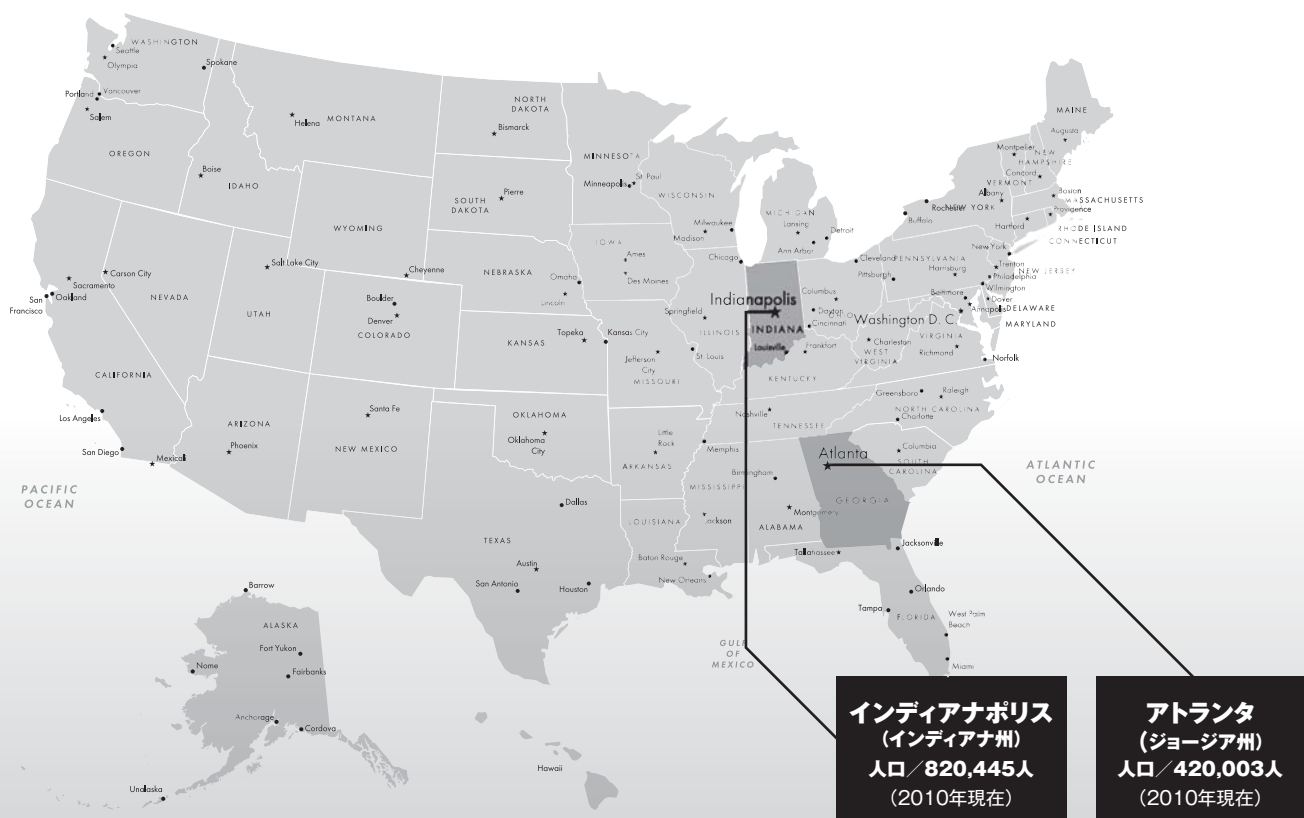 WASHINGTON
Seattle
Olympia
Spokane
Portland
Vancouver
Salem
OREGON
Helena
MONTANA
Boise
IDAHO
NORTH
DAKOTA
Bismarck
SOUTH
DAKOTA
Pierre
WYOMING
Cheyenne
MINNESOTA
Minneapolis
St Paul
WISCONSIN
Milwaukee
Madison
MICHIGAN
Lansing
Ann Arbor
Detroit
Chicago
IOWA
Ames
Des Moines
NEBRASKA
Omaha
Lincoln
Salt Lake City
Carson City
Sacramento
San
Francisco
Oakland
NEVADA
UTAH
Boulder
Denver
COLORADO
KANSAS
Topeka
Kansas City
Jefferson
City
MISSOURI
St. Louis
Springfield
ILLINOIS
Indianapolis
INDIANA
Louisville
Columbus
Dayton
OHIO
Cincinnati
Frankfort
KENTUCKY
Cleveland
PENNSYLVANIA
Pittsburgh
Harrisburg
Buffalo
Rochester
NEW YORK
Albany
Montpelier
VERMONT
NEW
HAMPSHIRE
Concord
MAINE
Augusta
Boston
MASSACHUSETTS
Providence
Hartford
RHODE ISLAND
CONNECTICUT
New York
Trenton
NEW JERSEY
Philadelphia
Wilmington
Dover
Baltimore
Annapolis
DELAWARE
MARYLAND
Washington D. C.
Charleston
WEST
VIRGINIA
VIRGINIA
Richmond
Norfolk
Greensboro
Raleigh
NORTH CAROLINA
Charlotte
Columbia
SOUTH
CAROLINA
Nashville
TENNESSEE
Memphis
CALIFORNIA
Los Angeles
San Diego
Mexicali
ARIZONA
Phoenix
Santa Fe
NEW MEXICO
OKLAHOMA
Oklahoma
City
Little
Rock
ARKANSAS
Birmingham
MISSISSIPPI
Jackson
Montgomery
ALABAMA
Atlanta
GEORGIA
Dallas
TEXAS
Austin
San Antonio
Houston
LOUISIANA
Baton Rouge
New Orleans
Tallahassee
Jacksonville
Orlando
Tampa
FLORIDA
West Palm
Beach
Miami
PACIFIC
OCEAN
ATLANTIC
OCEAN
GULF
OF
MEXICO
Barrow
ALASKA
Fort Yukon
Nome
Fairbanks
Anchorage
Cordova
Unalaska
Hawaii
インディアナポリス
(インディアナ州)
人口／820,445人
(2010年現在)
アトランタ
(ジョージア州)
人口／420,003人
(2010年現在)